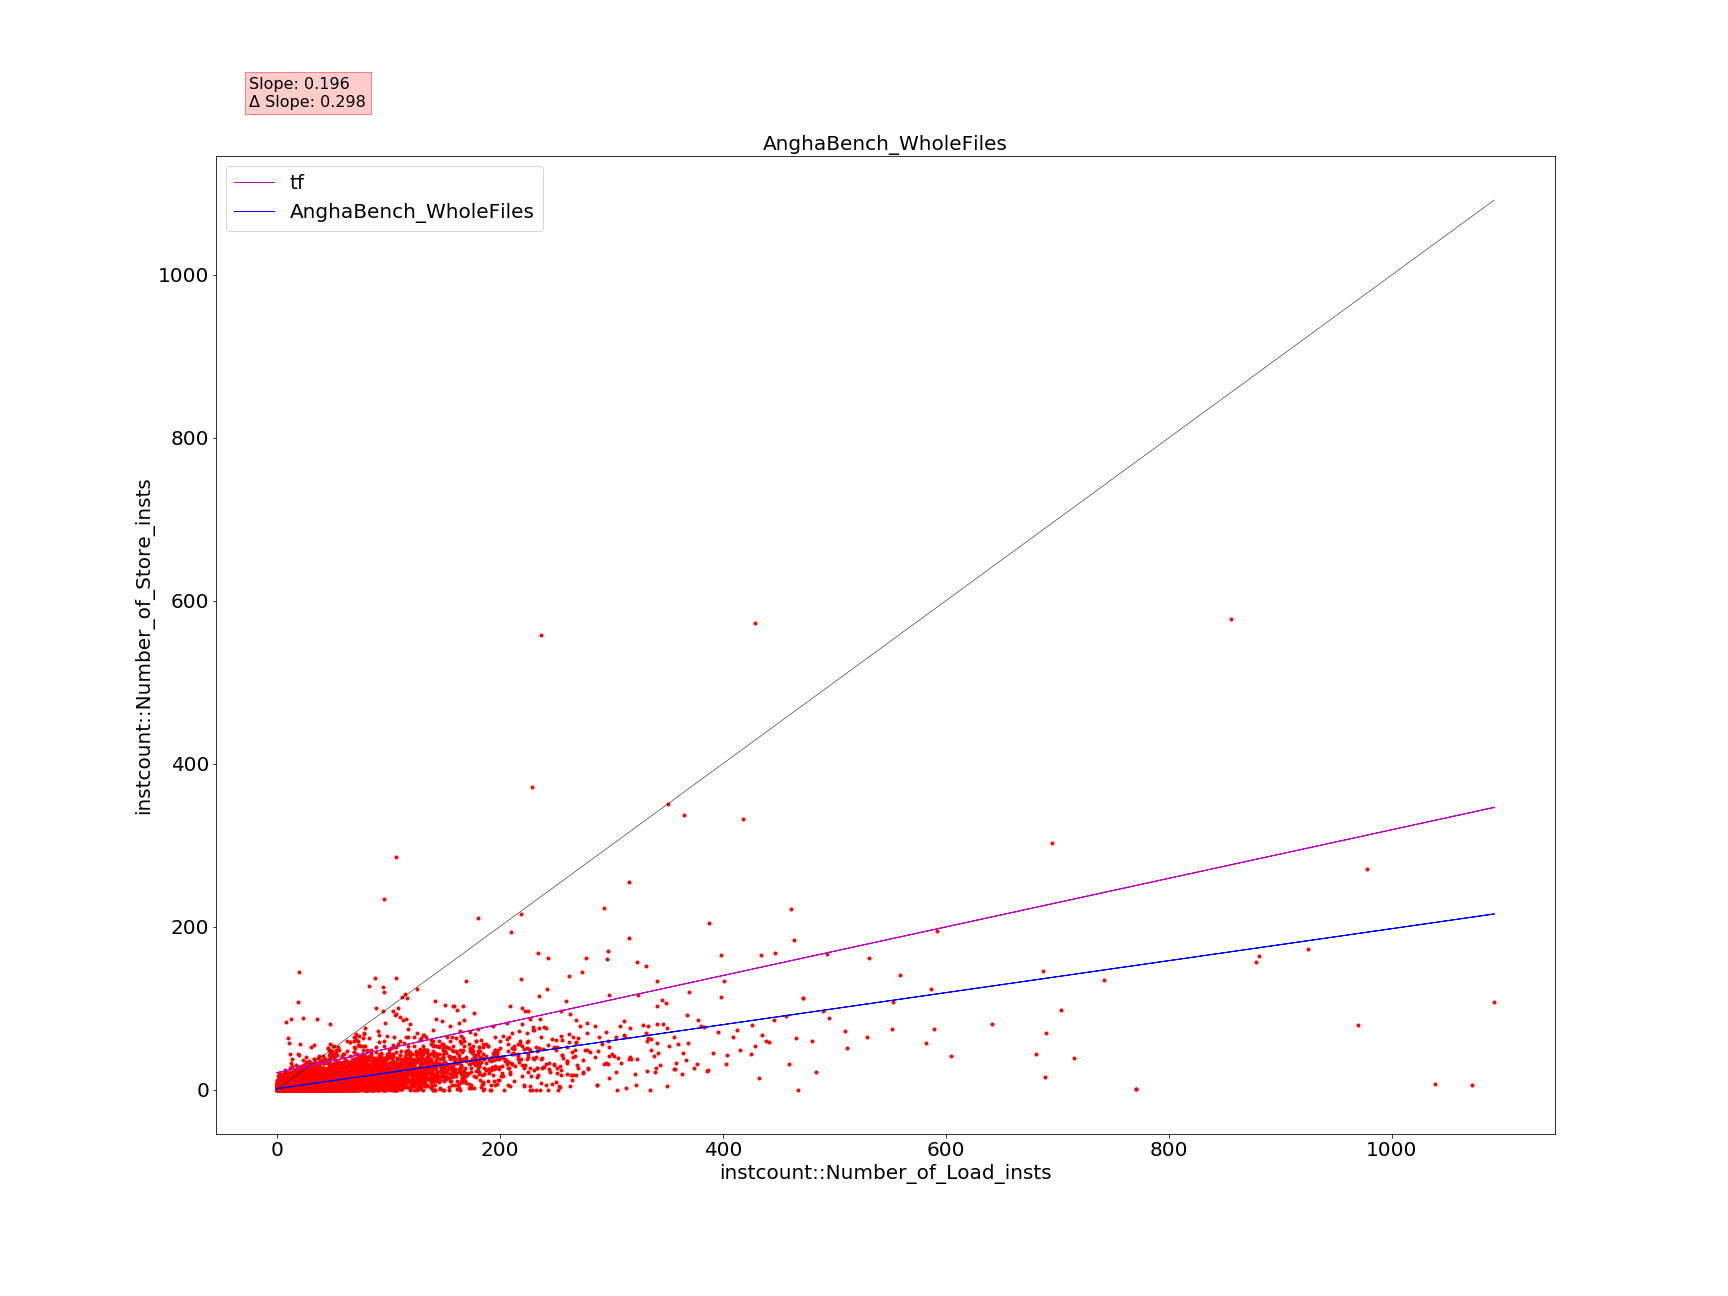 Slope: 0.196
Δ Slope: 0.298
AnghaBench_WholeFiles
tf
AnghaBench_WholeFiles
1000
800
600
400
200
0
instcount::Number_of_Store_insts
0 200 400 600 800 1000
instcount::Number_of_Load_insts